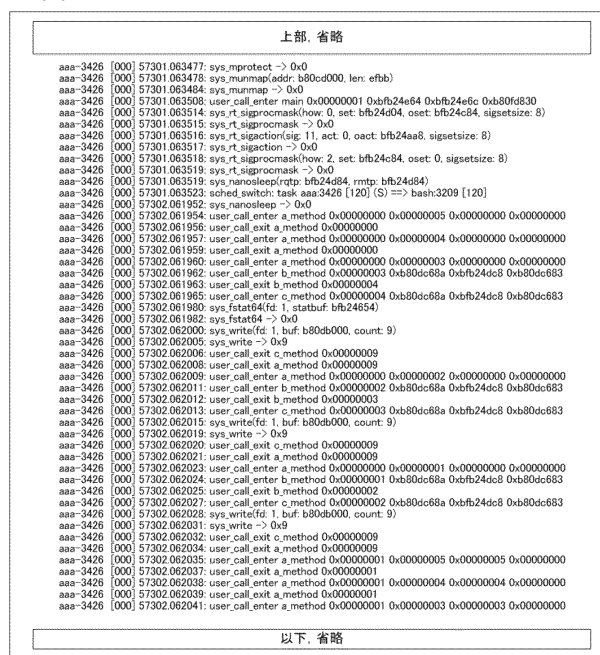 上部, 省略
aaa-3426 [000] 57301.063477: sys_mprotect -> 0x0
aaa-3426 [000] 57301.063478: sys_munmap(addr: b80cd000, len: efbb)
aaa-3426 [000] 57301.063484: sys_munmap -> 0x0
aaa-3426 [000] 57301.063508: user_call_enter main 0x00000001 0xbfb24e64 0xbfb24e6c 0xb80fd830
aaa-3426 [000] 57301.063514: sys_rt_sigprocmask(how: 0, set: bfb24d04, oset: bfb24c84, sigsetsize: 8)
aaa-3426 [000] 57301.063515: sys_rt_sigprocmask -> 0x0
aaa-3426 [000] 57301.063516: sys_rt_sigaction(sig: 11, act: 0, oact: bfb24aa8, sigsetsize: 8)
aaa-3426 [000] 57301.063517: sys_rt_sigaction -> 0x0
aaa-3426 [000] 57301.063518: sys_rt_sigprocmask(how: 2, set: bfb24c84, oset: 0, sigsetsize: 8)
aaa-3426 [000] 57301.063519: sys_rt_sigprocmask -> 0x0
aaa-3426 [000] 57301.063519: sys_nanosleep(rqtp: bfb24d84, rmtp: bfb24d84)
aaa-3426 [000] 57301.063523: sched_switch: task aaa:3426 [120] (S) ==> bash:3209 [120]
aaa-3426 [000] 57302.061952: sys_nanosleep -> 0x0
aaa-3426 [000] 57302.061954: user_call_enter a_method 0x00000000 0x00000005 0x00000000 0x00000000
aaa-3426 [000] 57302.061956: user_call_exit a_method 0x00000000
aaa-3426 [000] 57302.061957: user_call_enter a_method 0x00000000 0x00000004 0x00000000 0x00000000
aaa-3426 [000] 57302.061959: user_call_exit a_method 0x00000000
aaa-3426 [000] 57302.061960: user_call_enter a_method 0x00000000 0x00000003 0x00000000 0x00000000
aaa-3426 [000] 57302.061962: user_call_enter b_method 0x00000003 0xb80dc68a 0xbfb24dc8 0xb80dc683
aaa-3426 [000] 57302.061963: user_call_exit b_method 0x00000004
aaa-3426 [000] 57302.061965: user_call_enter c_method 0x00000004 0xb80dc68a 0xbfb24dc8 0xb80dc683
aaa-3426 [000] 57302.061980: sys_fstat64(fd: 1, statbuf: bfb24654)
aaa-3426 [000] 57302.061982: sys_fstat64 -> 0x0
aaa-3426 [000] 57302.062000: sys_write(fd: 1, buf: b80db000, count: 9)
aaa-3426 [000] 57302.062005: sys_write -> 0x9
aaa-3426 [000] 57302.062006: user_call_exit c_method 0x00000009
aaa-3426 [000] 57302.062008: user_call_exit a_method 0x00000009
aaa-3426 [000] 57302.062009: user_call_enter a_method 0x00000000 0x00000002 0x00000000 0x00000000
aaa-3426 [000] 57302.062011: user_call_enter b_method 0x00000002 0xb80dc68a 0xbfb24dc8 0xb80dc683
aaa-3426 [000] 57302.062012: user_call_exit b_method 0x00000003
aaa-3426 [000] 57302.062013: user_call_enter c_method 0x00000003 0xb80dc68a 0xbfb24dc8 0xb80dc683
aaa-3426 [000] 57302.062015: sys_write(fd: 1, buf: b80db000, count: 9)
aaa-3426 [000] 57302.062019: sys_write -> 0x9
aaa-3426 [000] 57302.062020: user_call_exit c_method 0x00000009
aaa-3426 [000] 57302.062021: user_call_exit a_method 0x00000009
aaa-3426 [000] 57302.062023: user_call_enter a_method 0x00000000 0x00000001 0x00000000 0x00000000
aaa-3426 [000] 57302.062024: user_call_enter b_method 0x00000001 0xb80dc68a 0xbfb24dc8 0xb80dc683
aaa-3426 [000] 57302.062025: user_call_exit b_method 0x00000002
aaa-3426 [000] 57302.062027: user_call_enter c_method 0x00000002 0xb80dc68a 0xbfb24dc8 0xb80dc683
aaa-3426 [000] 57302.062028: sys_write(fd: 1, buf: b80db000, count: 9)
aaa-3426 [000] 57302.062031: sys_write -> 0x9
aaa-3426 [000] 57302.062032: user_call_exit c_method 0x00000009
aaa-3426 [000] 57302.062034: user_call_exit a_method 0x00000009
aaa-3426 [000] 57302.062035: user_call_enter a_method 0x00000001 0x00000005 0x00000005 0x00000000
aaa-3426 [000] 57302.062037: user_call_exit a_method 0x00000001
aaa-3426 [000] 57302.062038: user_call_enter a_method 0x00000001 0x00000004 0x00000004 0x00000000
aaa-3426 [000] 57302.062039: user_call_exit a_method 0x00000001
aaa-3426 [000] 57302.062041: user_call_enter a_method 0x00000001 0x00000003 0x00000003 0x00000000
以下, 省略